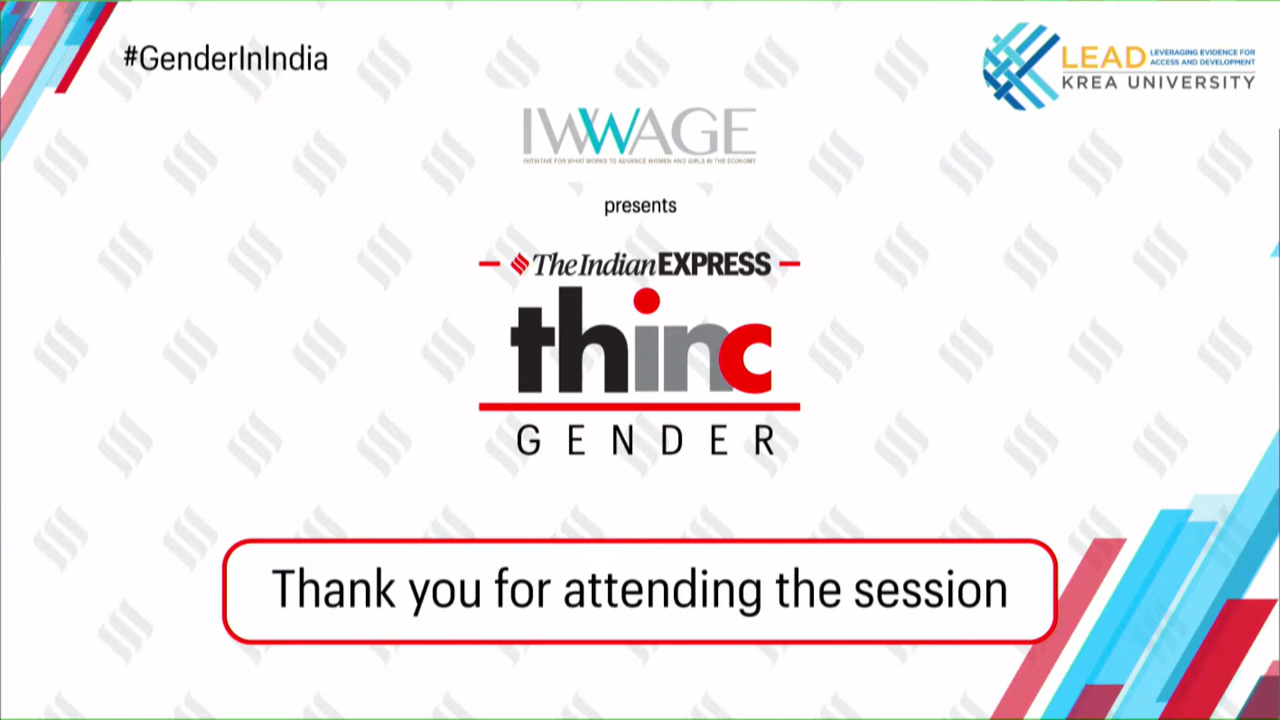 #GenderInIndia
LEAD LEVERAGING EVIDENCE FOR
ACCESS AND DEVELOPMENT
KREA UNIVERSITY
IWWAGE
INITIATIVE FOR WHAT WORKS TO ADVANCE WOMEN AND GIRLS IN THE ECONOMY
presents
The Indian EXPRESS
thinc
GENDER
Thank you for attending the session